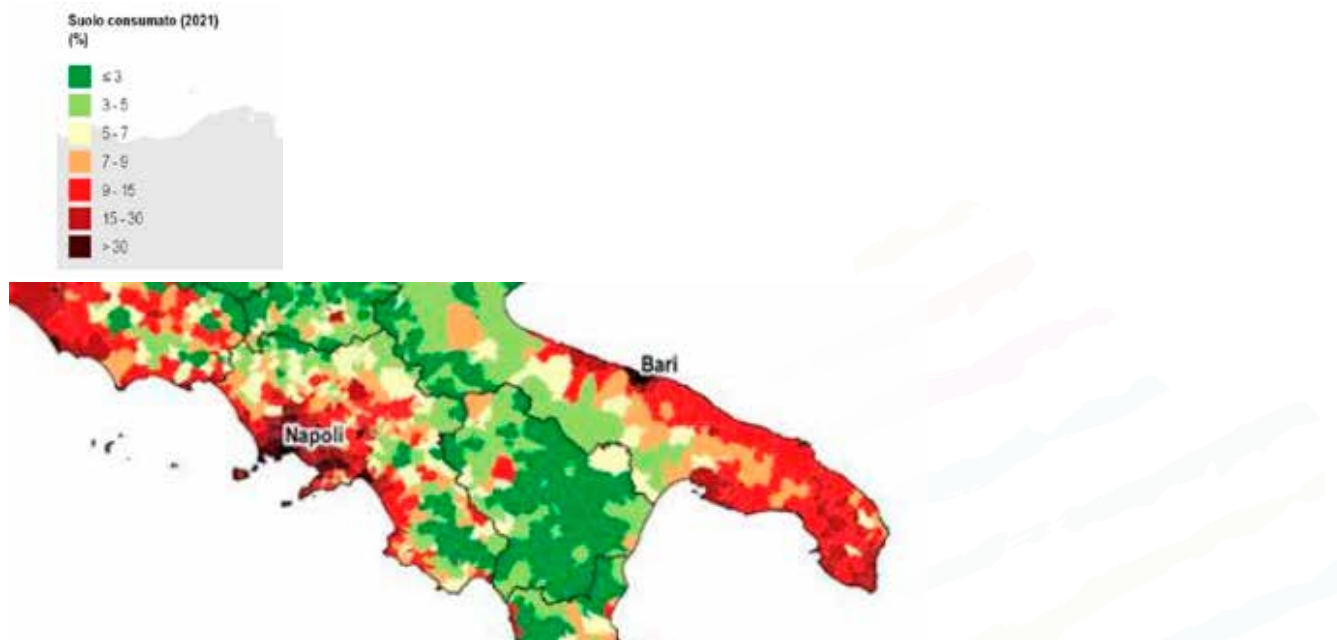 Suolo consumato (2021)
(%)
≤ 3
3 - 5
5 - 7
7 - 9
9 - 15
15 - 30
> 30
Bari
Napoli